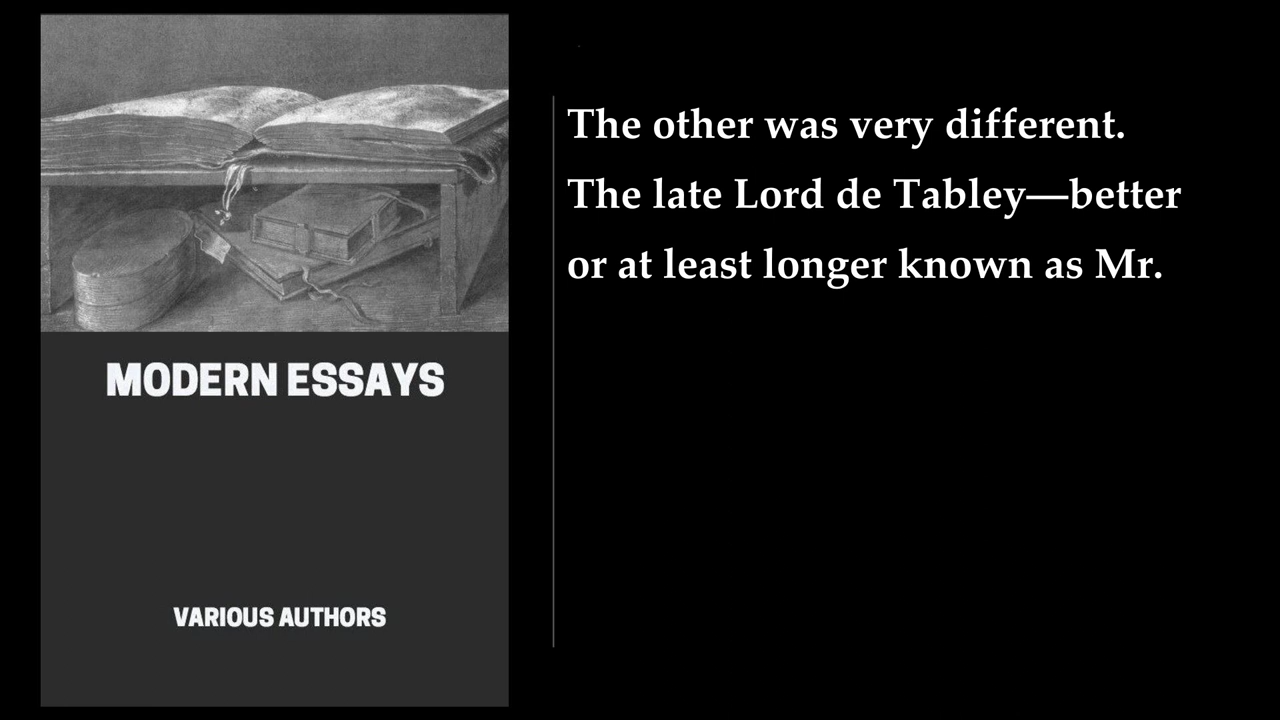 MODERN ESSAYS
VARIOUS AUTHORS
The other was very different.
The late Lord de Tabley—better
or at least longer known as Mr.